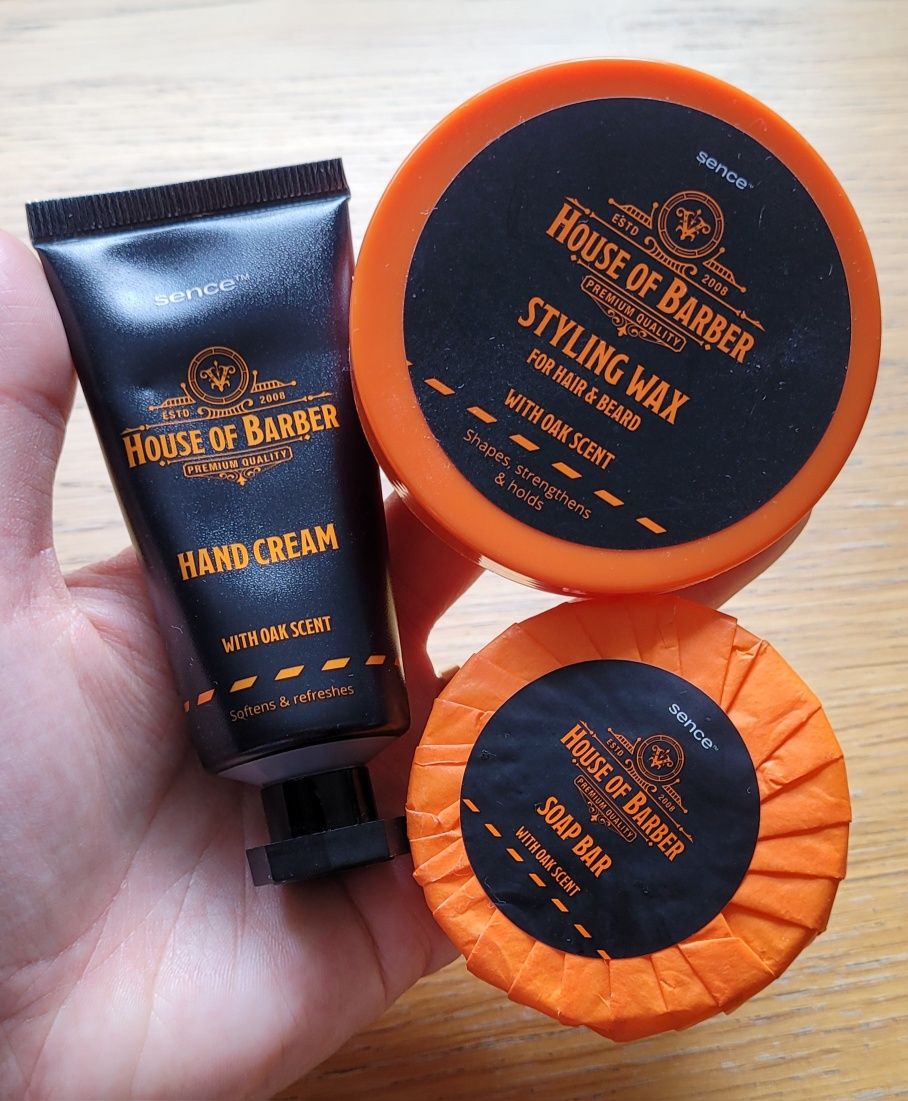 sence™
ESTD 2008
HOUSE OF BARBER
PREMIUM QUALITY
HAND CREAM
WITH OAK SCENT
Softens & refreshes
sence™
ESTD 2008
HOUSE OF BARBER
PREMIUM QUALITY
STYLING WAX
FOR HAIR & BEARD
WITH OAK SCENT
Shapes, strengthens
& holds
sence™
ESTD 2008
HOUSE OF BARBER
PREMIUM QUALITY
SOAP BAR
WITH OAK SCENT